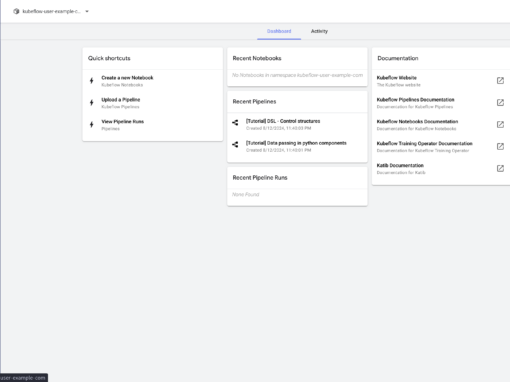 kubeflow-user-example-c...
Dashboard
Activity
Quick shortcuts
Create a new Notebook
Kubeflow Notebooks
Upload a Pipeline
Kubeflow Pipelines
View Pipeline Runs
Pipelines
Recent Notebooks
No Notebooks in namespace kubeflow-user-example-com
Recent Pipelines
[Tutorial] DSL - Control structures
Created 8/12/2024, 11:43:03 PM
[Tutorial] Data passing in python components
Created 8/12/2024, 11:43:01 PM
Recent Pipeline Runs
None Found
Documentation
Kubeflow Website
The Kubeflow website
Kubeflow Pipelines Documentation
Documentation for Kubeflow Pipelines
Kubeflow Notebooks Documentation
Documentation for Kubeflow Notebooks
Kubeflow Training Operator Documentation
Documentation for Kubeflow Training Operator
Katib Documentation
Documentation for Katib
user-example-com